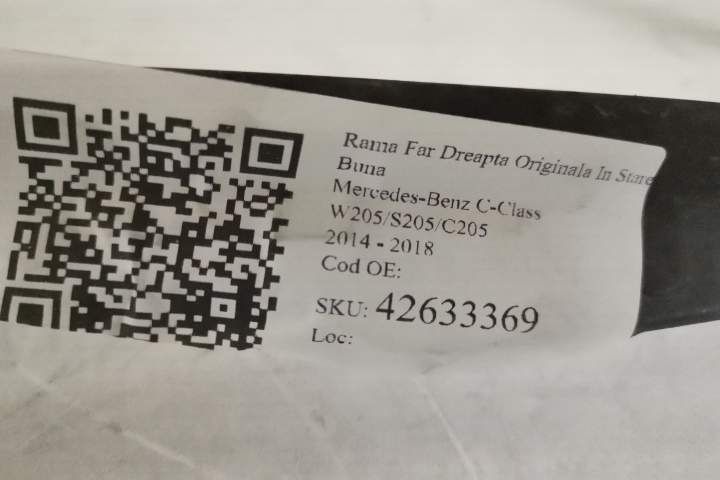 Rama Far Dreapta Originala In Stare
Buna
Mercedes-Benz C-Class
W205/S205/C205
2014 - 2018
Cod OE:
SKU: 42633369
Loc: